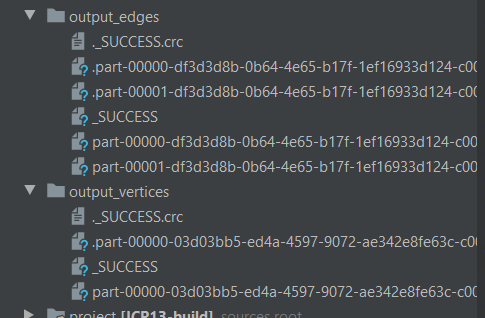 output_edges
._SUCCESS.crc
.part-00000-df3d3d8b-0b64-4e65-b17f-1ef16933d124-c00
.part-00001-df3d3d8b-0b64-4e65-b17f-1ef16933d124-c00
_SUCCESS
part-00000-df3d3d8b-0b64-4e65-b17f-1ef16933d124-c00
part-00001-df3d3d8b-0b64-4e65-b17f-1ef16933d124-c00
output_vertices
._SUCCESS.crc
.part-00000-03d03bb5-ed4a-4597-9072-ae342e8fe63c-c00
_SUCCESS
part-00000-03d03bb5-ed4a-4597-9072-ae342e8fe63c-c00
project [ICP13-build] sources root